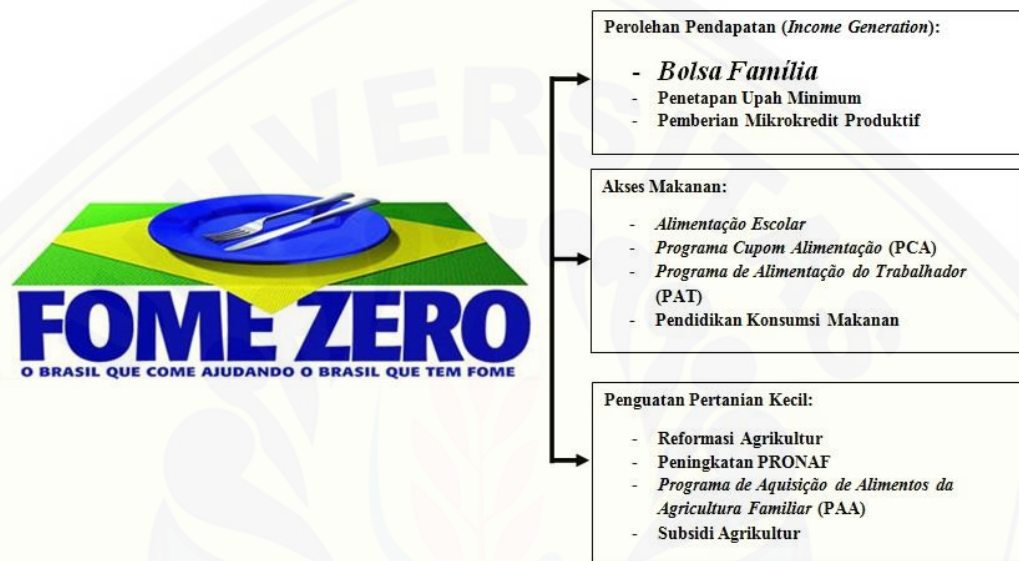 FOME ZERO
O BRASIL QUE COME AJUDANDO O BRASIL QUE TEM FOME
Perolehan Pendapatan (Income Generation):
- Bolsa Família
- Penetapan Upah Minimum
- Pemberian Mikrokredit Produktif
Akses Makanan:
- Alimentação Escolar
- Programa Cupom Alimentação (PCA)
- Programa de Alimentação do Trabalhador
(PAT)
- Pendidikan Konsumsi Makanan
Penguatan Pertanian Kecil:
- Reformasi Agrikultur
- Peningkatan PRONAF
- Programa de Aquisição de Alimentos da
Agricultura Familiar (PAA)
- Subsidi Agrikultur
UNIVERSITAS